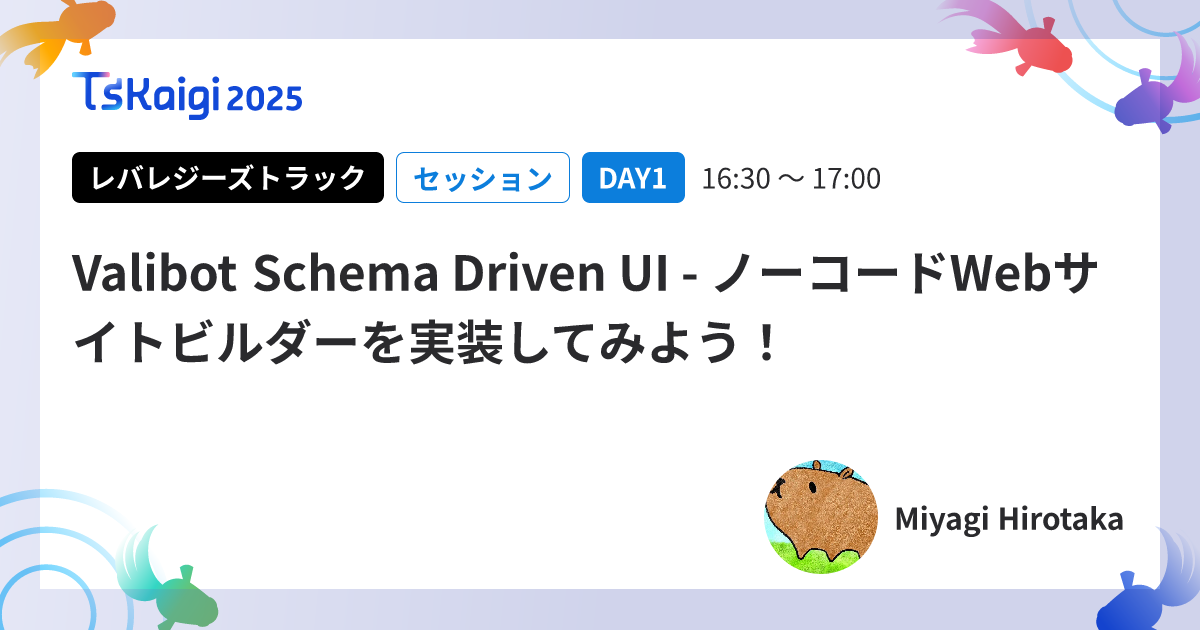 TSKaigi 2025
レバレジーズトラック セッション DAY1 16:30 〜 17:00
Valibot Schema Driven UI - ノーコードWebサ
イトビルダーを実装してみよう！
Miyagi Hirotaka